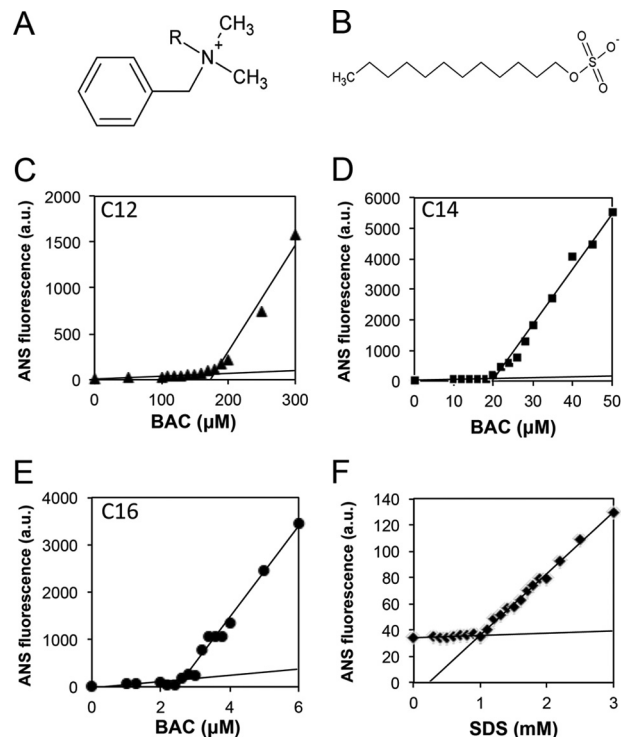 A
R
CH₃
N
+
CH₃
B
H₃C
O
S
O
O
O⁻
C
C12
ANS fluorescence (a.u.)
2000
1500
1000
500
0
0 100 200 300
BAC (µM)
D
C14
ANS fluorescence (a.u.)
6000
5000
4000
3000
2000
1000
0
0 10 20 30 40 50
BAC (µM)
E
C16
ANS fluorescence (a.u.)
4000
3000
2000
1000
0
0 2 4 6
BAC (µM)
F
ANS fluorescence (a.u.)
140
120
100
80
60
40
20
0
0 1 2 3
SDS (mM)